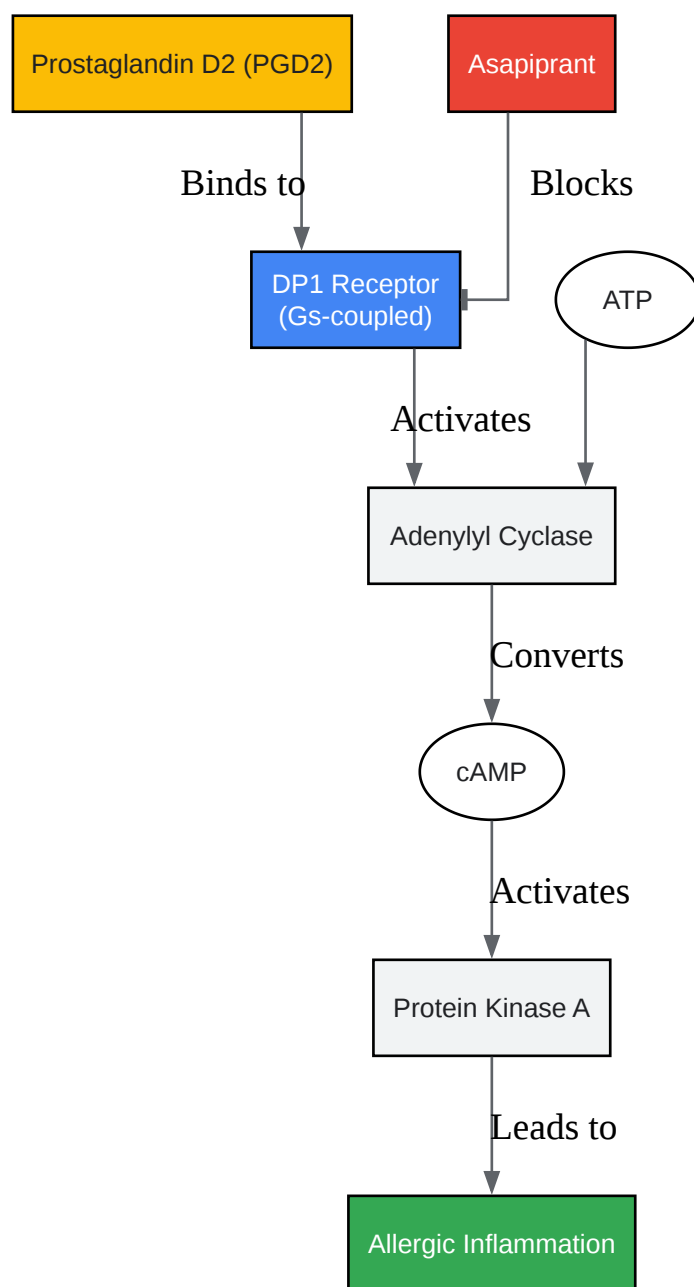 Prostaglandin D2 (PGD2)
Asapiprant
Binds to
Blocks
DP1 Receptor
(Gs-coupled)
ATP
Activates
Adenylyl Cyclase
Converts
cAMP
Activates
Protein Kinase A
Leads to
Allergic Inflammation